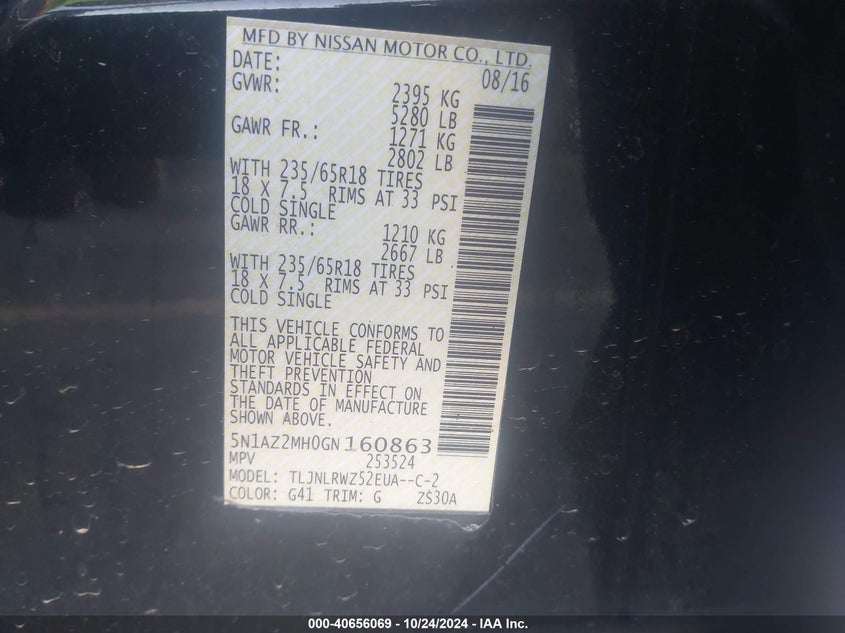 MFD BY NISSAN MOTOR CO., LTD.
DATE: 08/16
GVWR: 2395 KG
5280 LB
GAWR FR.: 1271 KG
2802 LB
WITH 235/65R18 TIRES
18 X 7.5 RIMS AT 33 PSI
COLD SINGLE
GAWR RR.: 1210 KG
2667 LB
WITH 235/65R18 TIRES
18 X 7.5 RIMS AT 33 PSI
COLD SINGLE
THIS VEHICLE CONFORMS TO
ALL APPLICABLE FEDERAL
MOTOR VEHICLE SAFETY AND
THEFT PREVENTION
STANDARDS IN EFFECT ON
THE DATE OF MANUFACTURE
SHOWN ABOVE.
5N1AZ2MH0GN160863
MPV 253524
MODEL: TLJNLRWZ52EUA--C-2
COLOR: G41 TRIM: G ZS30A
000-40656069 - 10/24/2024 - IAA Inc.